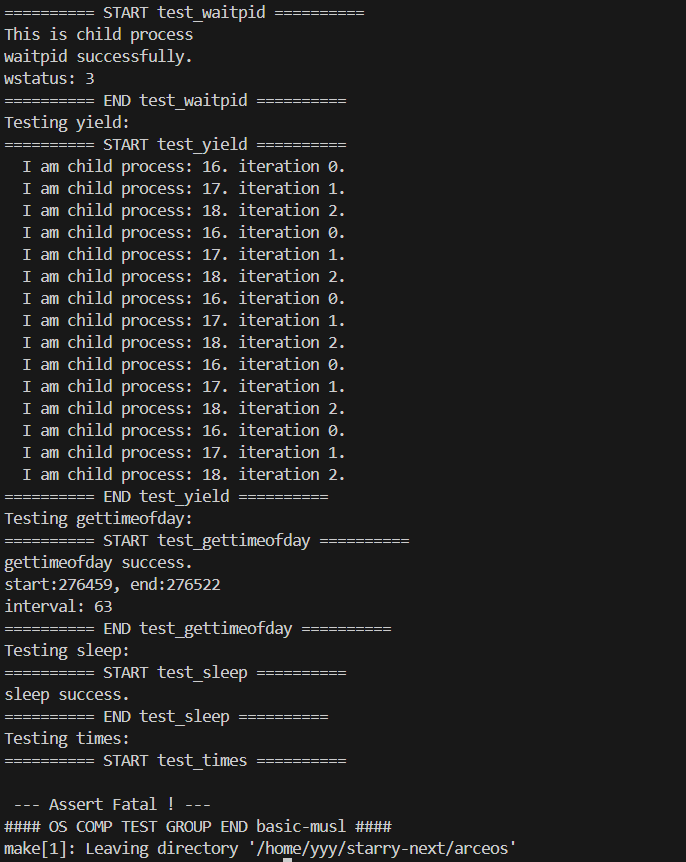 ========== START test_waitpid ==========
This is child process
waitpid successfully.
wstatus: 3
========== END test_waitpid ==========
Testing yield:
========== START test_yield ==========
  I am child process: 16. iteration 0.
  I am child process: 17. iteration 1.
  I am child process: 18. iteration 2.
  I am child process: 16. iteration 0.
  I am child process: 17. iteration 1.
  I am child process: 18. iteration 2.
  I am child process: 16. iteration 0.
  I am child process: 17. iteration 1.
  I am child process: 18. iteration 2.
  I am child process: 16. iteration 0.
  I am child process: 17. iteration 1.
  I am child process: 18. iteration 2.
  I am child process: 16. iteration 0.
  I am child process: 17. iteration 1.
  I am child process: 18. iteration 2.
========== END test_yield ==========
Testing gettimeofday:
========== START test_gettimeofday ==========
gettimeofday success.
start:276459, end:276522
interval: 63
========== END test_gettimeofday ==========
Testing sleep:
========== START test_sleep ==========
sleep success.
========== END test_sleep ==========
Testing times:
========== START test_times ==========

 --- Assert Fatal ! ---
#### OS COMP TEST GROUP END basic-musl ####
make[1]: Leaving directory '/home/yyy/starry-next/arceos'